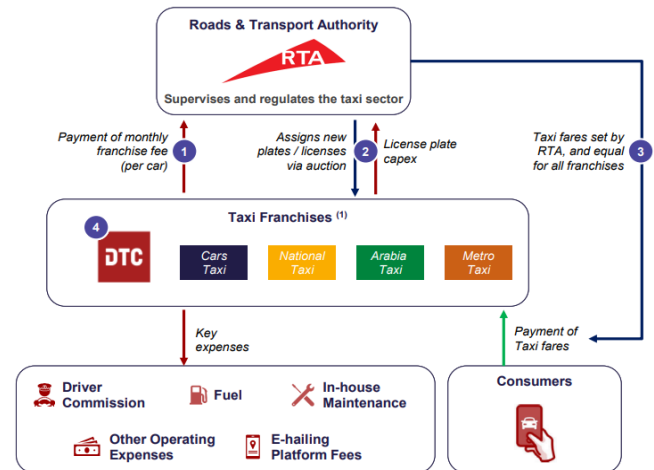 Roads & Transport Authority
RTA
Supervises and regulates the taxi sector
Payment of monthly
franchise fee
(per car)
1
Assigns new
plates / licenses
via auction
2
License plate
capex
Taxi fares set by
RTA, and equal
for all franchises
3
Taxi Franchises (1)
4
DTC
Cars
Taxi
National
Taxi
Arabia
Taxi
Metro
Taxi
Key
expenses
Payment of
Taxi fares
Driver
Commission
Fuel
In-house
Maintenance
Other Operating
Expenses
E-hailing
Platform Fees
Consumers